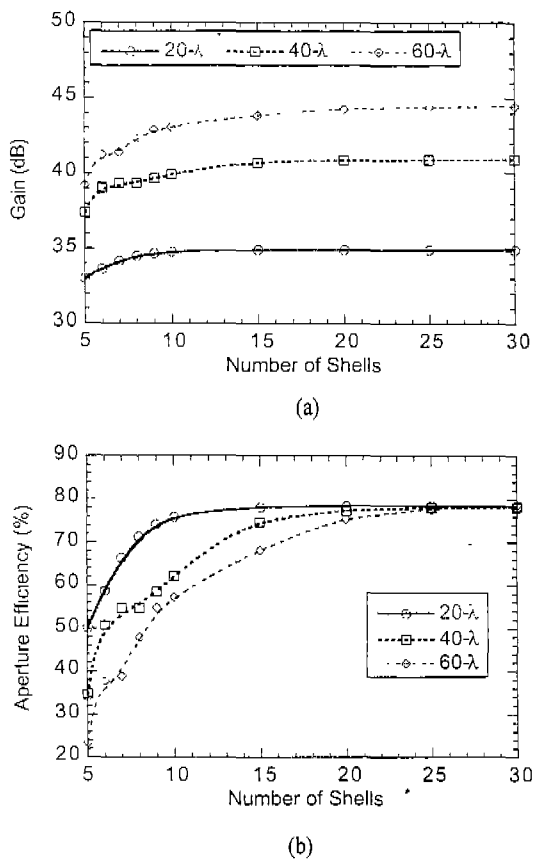 50
45
40
35
30
Gain (dB)
20-λ 40-λ 60-λ
5 10 15 20 25 30
Number of Shells
(a)
90
80
70
60
50
40
30
20
Aperture Efficiency (%)
20-λ
40-λ
60-λ
5 10 15 20 25 30
Number of Shells
(b)